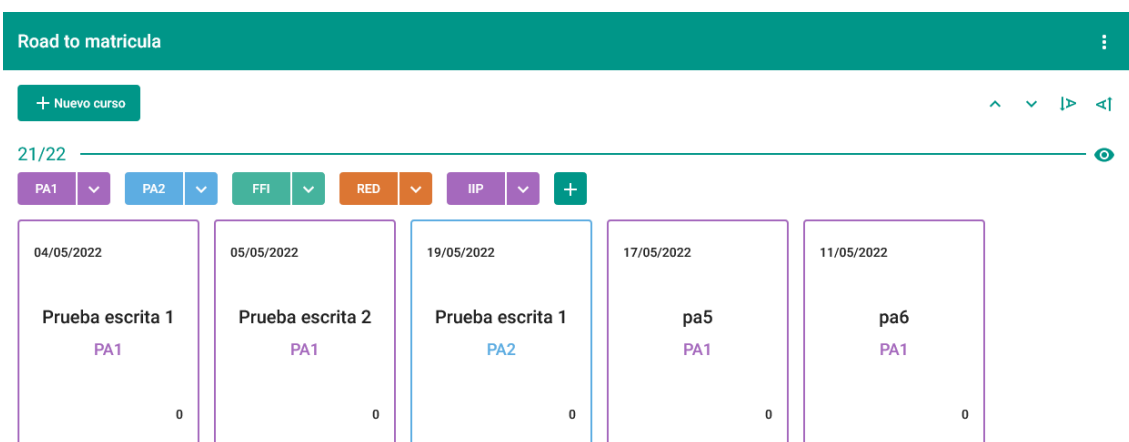 Road to matricula
Nuevo curso
21/22
PA1 PA2 FFI RED IIP
04/05/2022 05/05/2022 19/05/2022 17/05/2022 11/05/2022
Prueba escrita 1 Prueba escrita 2 Prueba escrita 1 pa5 pa6
PA1 PA1 PA2 PA1 PA1
0 0 0 0 0